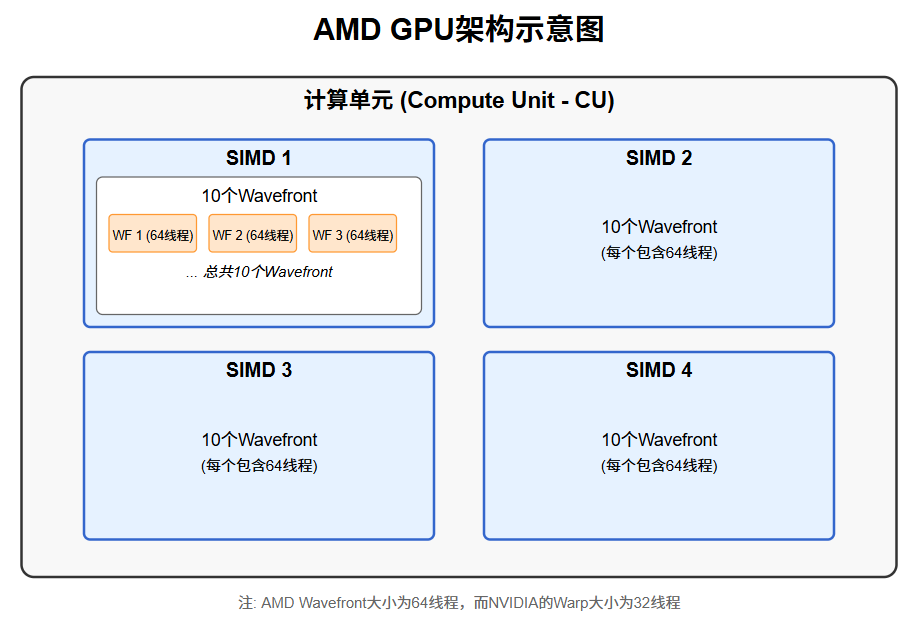 AMD GPU架构示意图
计算单元 (Compute Unit - CU)
SIMD 1
10个Wavefront
WF 1 (64线程)
WF 2 (64线程)
WF 3 (64线程)
... 总共10个Wavefront
SIMD 2
10个Wavefront
(每个包含64线程)
SIMD 3
10个Wavefront
(每个包含64线程)
SIMD 4
10个Wavefront
(每个包含64线程)
注: AMD Wavefront大小为64线程，而NVIDIA的Warp大小为32线程